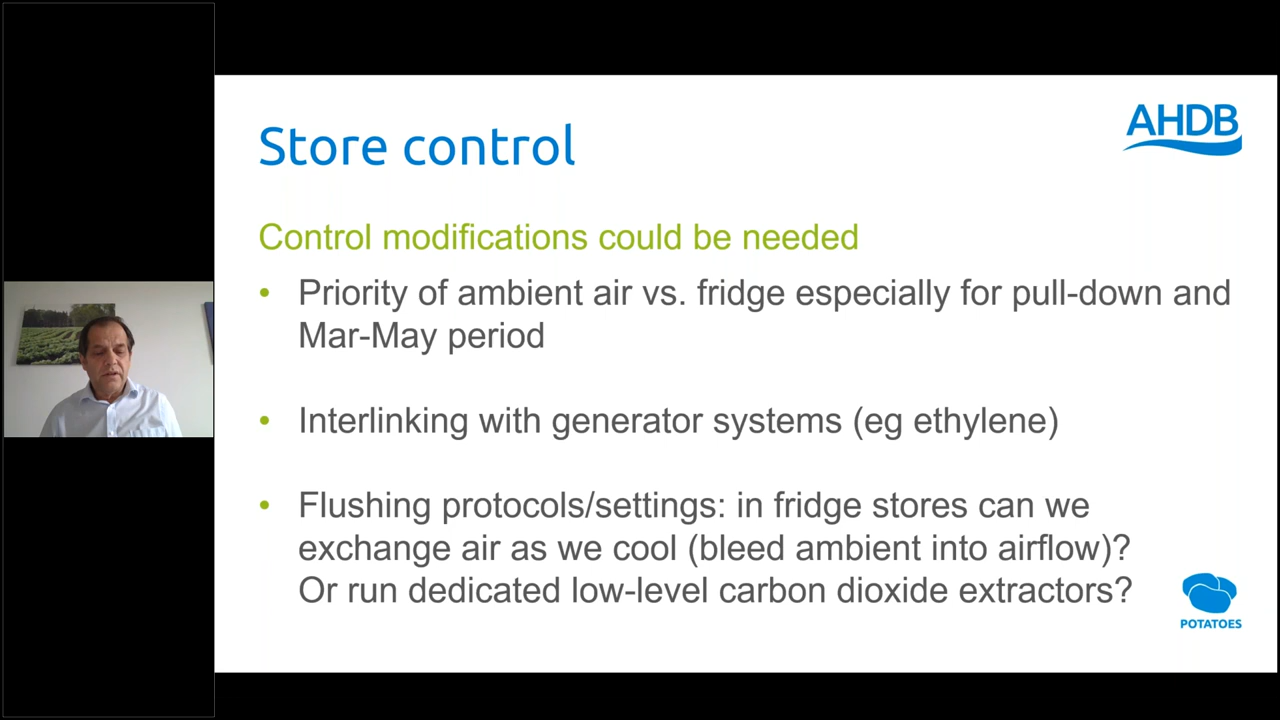 AHDB
Store control
Control modifications could be needed
• Priority of ambient air vs. fridge especially for pull-down and
Mar-May period
• Interlinking with generator systems (eg ethylene)
• Flushing protocols/settings: in fridge stores can we
exchange air as we cool (bleed ambient into airflow)?
Or run dedicated low-level carbon dioxide extractors?
POTATOES